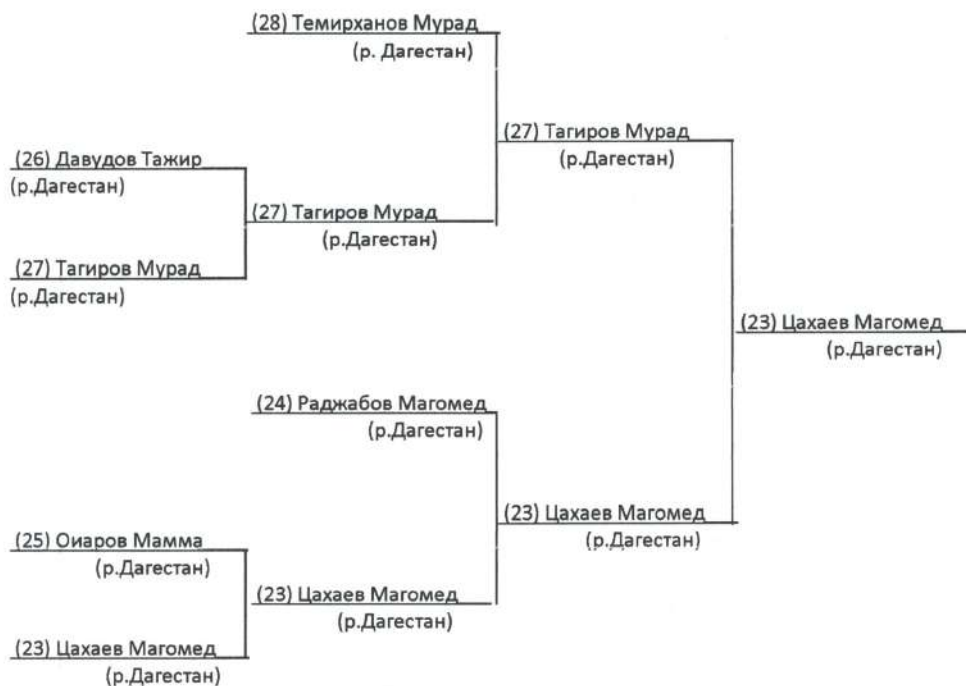 (28) Темирханов Мурад
(р. Дагестан)
(27) Тагиров Мурад
(р.Дагестан)
(26) Давудов Тажир
(р.Дагестан)
(27) Тагиров Мурад
(р.Дагестан)
(27) Тагиров Мурад
(р.Дагестан)
(23) Цахаев Магомед
(р.Дагестан)
(24) Раджабов Магомед
(р.Дагестан)
(23) Цахаев Магомед
(р.Дагестан)
(25) Оиаров Мамма
(р.Дагестан)
(23) Цахаев Магомед
(р.Дагестан)
(23) Цахаев Магомед
(р.Дагестан)